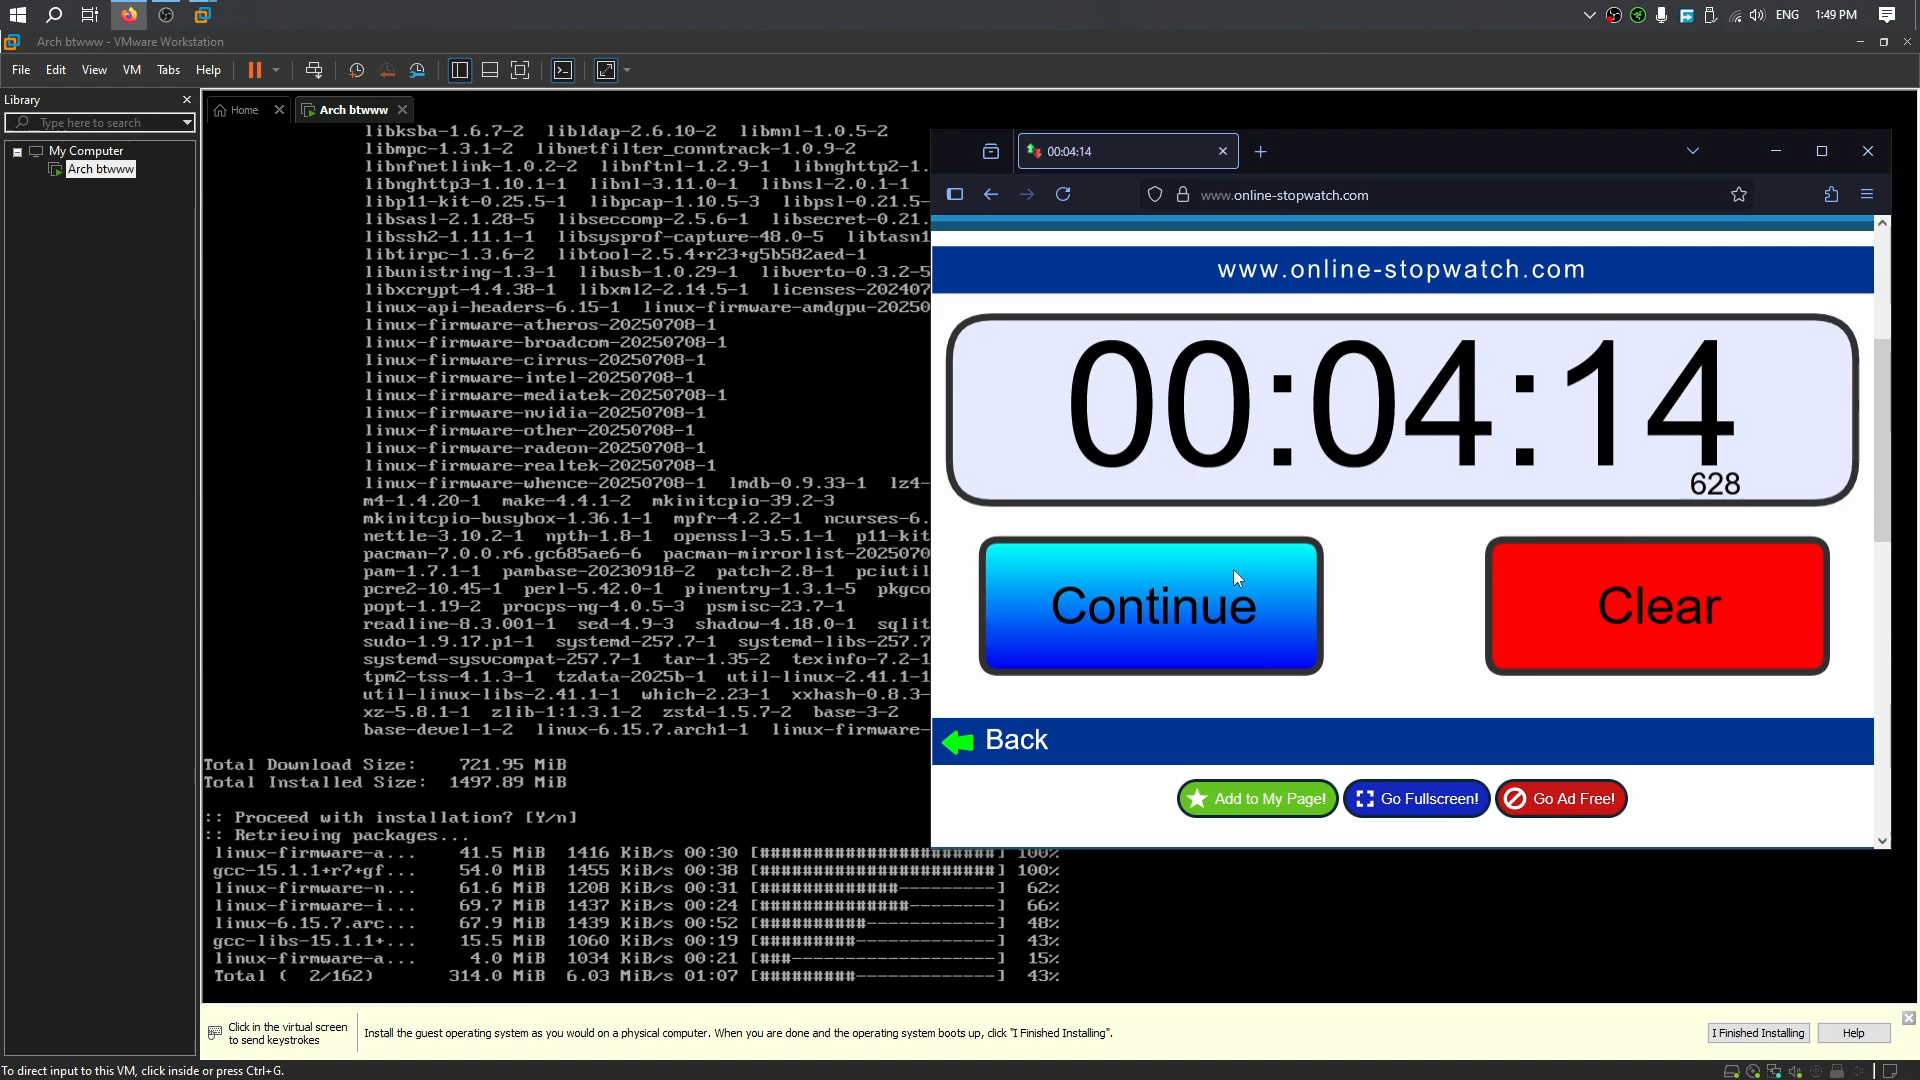 ENG 1:49 PM
Arch btwww - VMware Workstation
File Edit View VM Tabs Help
Library
Type here to search
My Computer
Arch btwww
Home
Arch btwww
libksba-1.6.7-2 libldap-2.6.10-2 libmnl-1.0.5-2
libmpc-1.3.1-2 libnetfilter_conntrack-1.0.9-2
libnfnetlink-1.0.2-2 libnftnl-1.2.9-1 libnghttp2-1.
libnghttp3-1.10.1-1 libnl-3.11.0-1 libnsl-2.0.1-1
libp11-kit-0.25.5-1 libpcap-1.10.5-3 libpsl-0.21.5-
libsasl-2.1.28-5 libseccomp-2.5.6-1 libsecret-0.21.
libssh2-1.11.1-1 libsysprof-capture-48.0-5 libtasn1
libtirpc-1.3.6-2 libtool-2.5.4+r23+g5b582aed-1
libunistring-1.3-1 libusb-1.0.29-1 libverto-0.3.2-5
libxcrypt-4.4.38-1 libxml2-2.14.5-1 licenses-202407
linux-api-headers-6.15-1 linux-firmware-amdgpu-20250
linux-firmware-atheros-20250708-1
linux-firmware-broadcom-20250708-1
linux-firmware-cirrus-20250708-1
linux-firmware-intel-20250708-1
linux-firmware-mediatek-20250708-1
linux-firmware-nvidia-20250708-1
linux-firmware-other-20250708-1
linux-firmware-radeon-20250708-1
linux-firmware-realtek-20250708-1
linux-firmware-whence-20250708-1 lmdb-0.9.33-1 lz4-
m4-1.4.20-1 make-4.4.1-2 mkinitcpio-39.2-3
mkinitcpio-busybox-1.36.1-1 mpfr-4.2.2-1 ncurses-6.
nettle-3.10.2-1 npth-1.8-1 openssl-3.5.1-1 p11-kit
pacman-7.0.0.r6.gc685ae6-6 pacman-mirrorlist-202507
pam-1.7.1-1 pambase-20230918-2 patch-2.8-1 pciutil
pcre2-10.45-1 perl-5.42.0-1 pinentry-1.3.1-5 pkgco
popt-1.19-2 procps-ng-4.0.5-3 psmisc-23.7-1
readline-8.3.001-1 sed-4.9-3 shadow-4.18.0-1 sqlit
sudo-1.9.17.p1-1 systemd-257.7-1 systemd-libs-257.7
systemd-sysvcompat-257.7-1 tar-1.35-2 texinfo-7.2-1
tpm2-tss-4.1.3-1 tzdata-2025b-1 util-linux-2.41.1-1
util-linux-libs-2.41.1-1 which-2.23-1 xxhash-0.8.3-
xz-5.8.1-1 zlib-1:1.3.1-2 zstd-1.5.7-2 base-3-2
base-devel-1-2 linux-6.15.7.arch1-1 linux-firmware-
Total Download Size: 721.95 MiB
Total Installed Size: 1497.89 MiB
:: Proceed with installation? [Y/n]
:: Retrieving packages...
linux-firmware-a... 41.5 MiB 1416 KiB/s 00:30 [######################] 100%
gcc-15.1.1+r7+gf... 54.0 MiB 1455 KiB/s 00:38 [######################] 100%
linux-firmware-n... 61.6 MiB 1208 KiB/s 00:31 [#############---------] 62%
linux-firmware-i... 69.7 MiB 1437 KiB/s 00:24 [##############--------] 66%
linux-6.15.7.arc... 67.9 MiB 1439 KiB/s 00:52 [##########------------] 48%
gcc-libs-15.1.1+... 15.5 MiB 1060 KiB/s 00:19 [#########-------------] 43%
linux-firmware-a... 4.0 MiB 1034 KiB/s 00:21 [###-------------------] 15%
Total ( 2/162) 314.0 MiB 6.03 MiB/s 01:07 [#########-------------] 43%
00:04:14
www.online-stopwatch.com
www.online-stopwatch.com
00:04:14
628
Continue
Clear
Back
Add to My Page!
Go Fullscreen!
Go Ad Free!
Click in the virtual screen
to send keystrokes
Install the guest operating system as you would on a physical computer. When you are done and the operating system boots up, click "I Finished Installing".
I Finished Installing
Help
To direct input to this VM, click inside or press Ctrl+G.